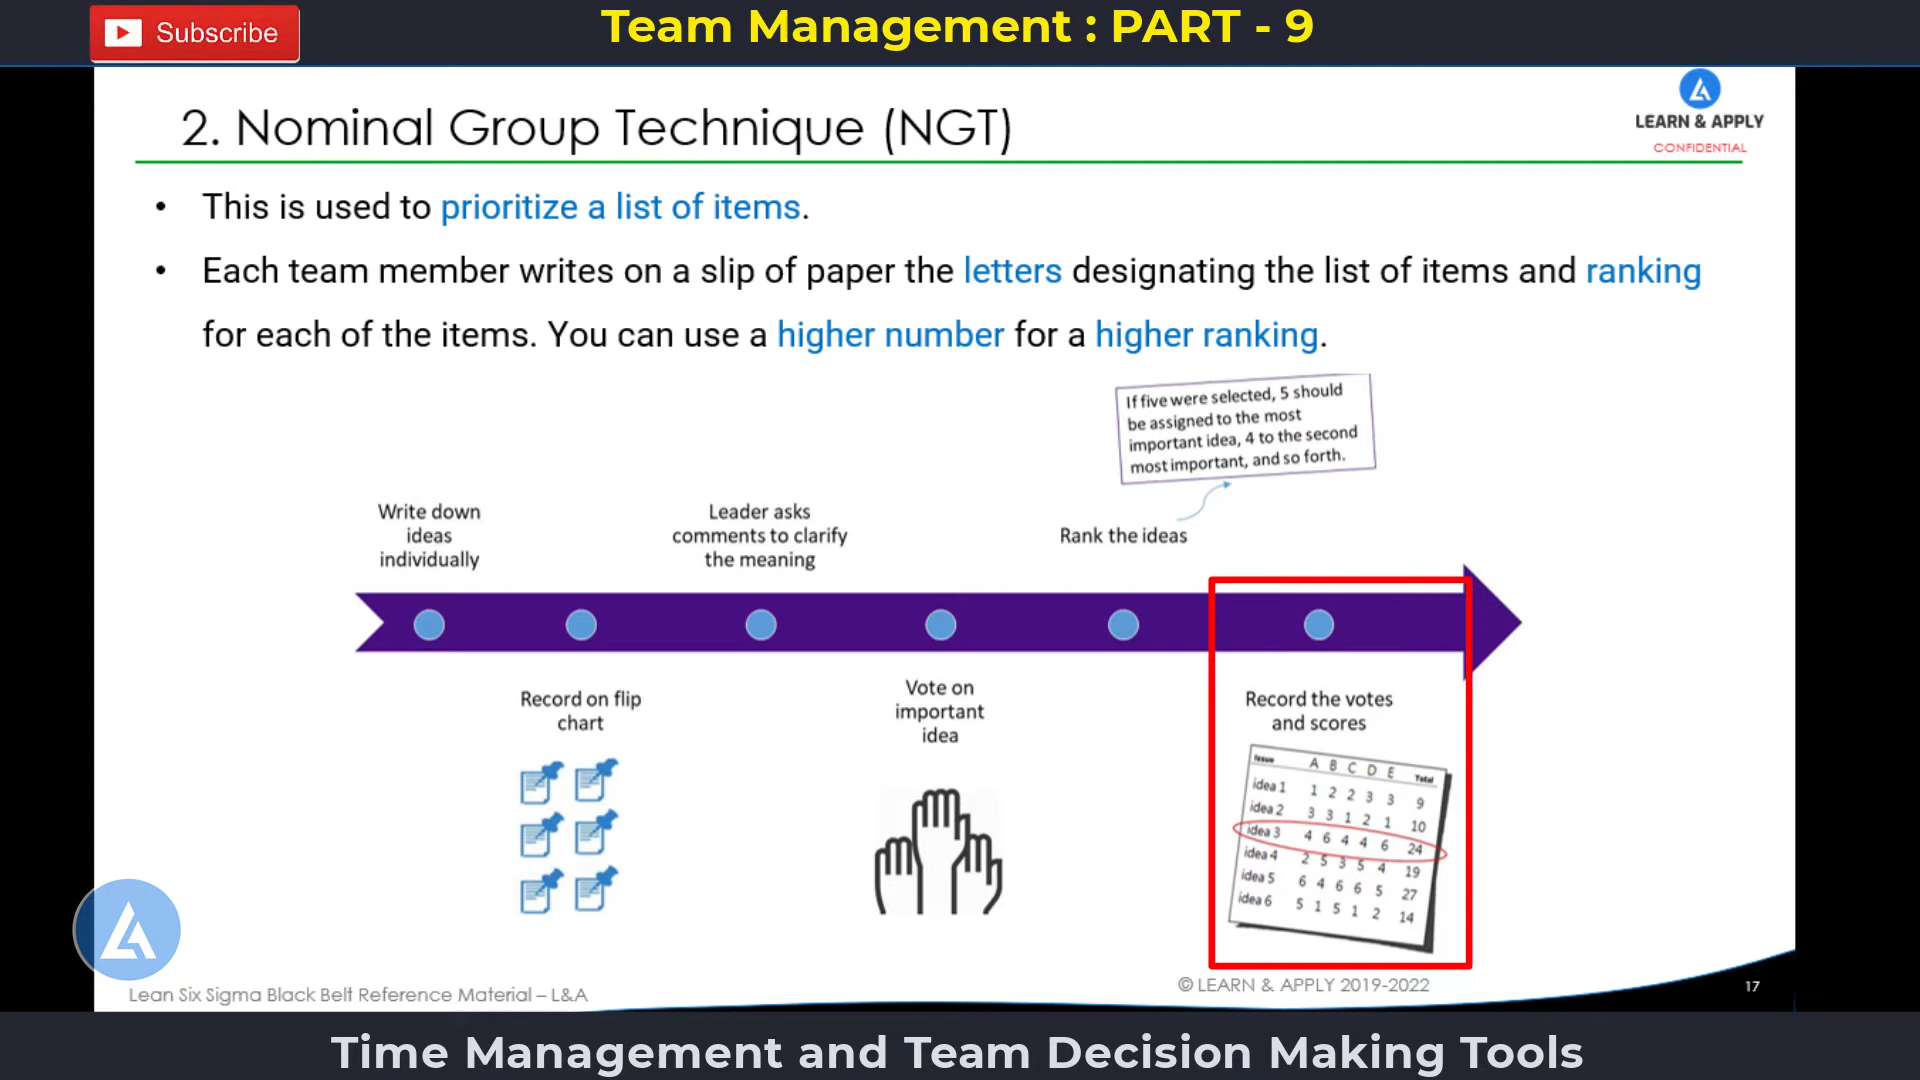 Subscribe
Team Management : PART - 9
2. Nominal Group Technique (NGT)
LEARN & APPLY
CONFIDENTIAL
• This is used to prioritize a list of items.
• Each team member writes on a slip of paper the letters designating the list of items and ranking
for each of the items. You can use a higher number for a higher ranking.
If five were selected, 5 should
be assigned to the most
important idea, 4 to the second
most important, and so forth.
Write down
ideas
individually
Leader asks
comments to clarify
the meaning
Rank the ideas
Record on flip
chart
Vote on
important
idea
Record the votes
and scores
Issue A B C D E Total
idea 1 1 2 2 3 3 9
idea 2 3 3 1 2 1 10
idea 3 4 6 4 4 6 24
idea 4 2 5 3 5 4 19
idea 5 6 4 6 6 5 27
idea 6 5 1 5 1 2 14
Lean Six Sigma Black Belt Reference Material – L&A
© LEARN & APPLY 2019-2022
17
Time Management and Team Decision Making Tools